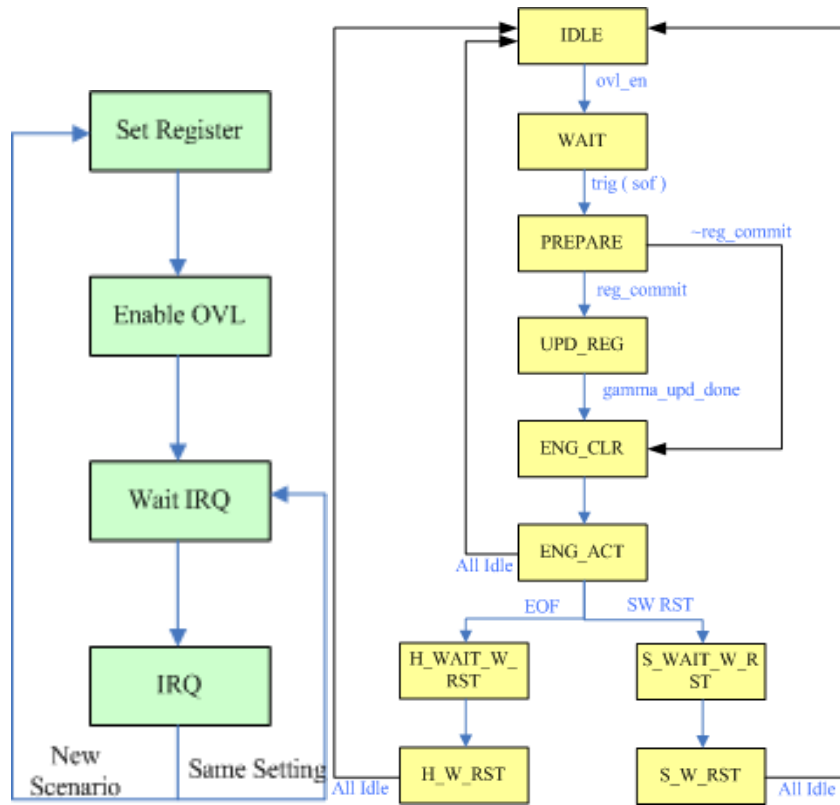 Set Register
Enable OVL
Wait IRQ
IRQ
New
Scenario
Same Setting
IDLE
ovl_en
WAIT
trig ( sof )
PREPARE
~reg_commit
reg_commit
UPD_REG
gamma_upd_done
ENG_CLR
ENG_ACT
All Idle
EOF
SW RST
H_WAIT_W_
RST
S_WAIT_W_R
ST
H_W_RST
All Idle
S_W_RST
All Idle